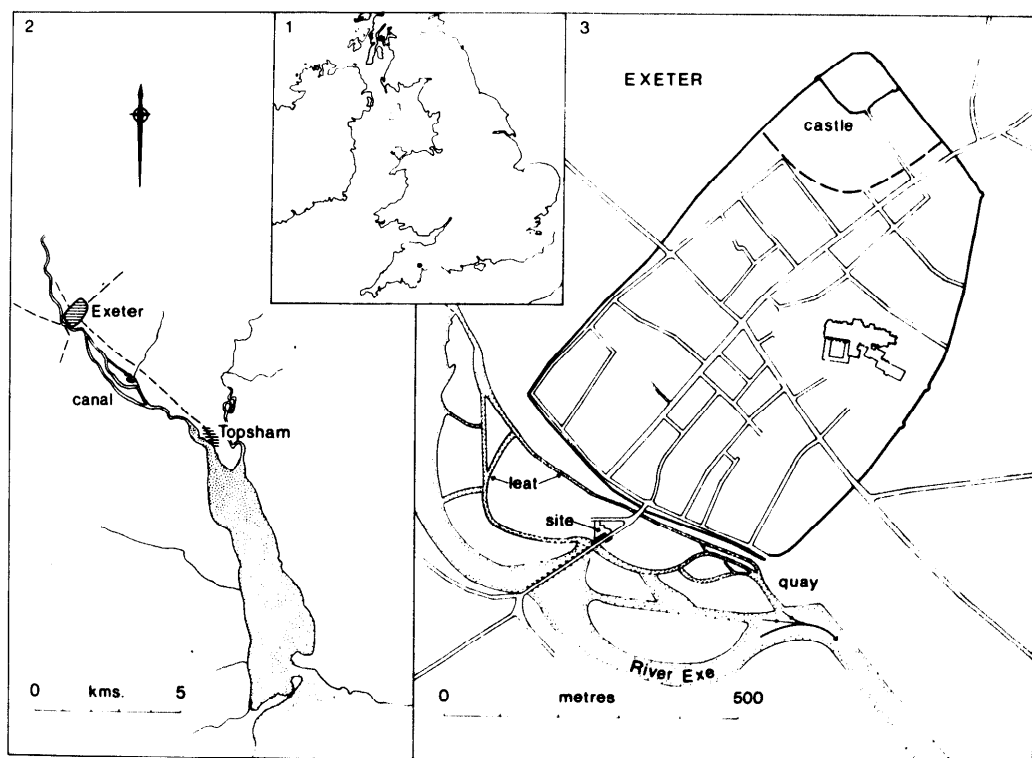 2
1
3
EXETER
castle
Exeter
canal
Topsham
leat
site
quay
River Exe
0 kms. 5
0 metres 500